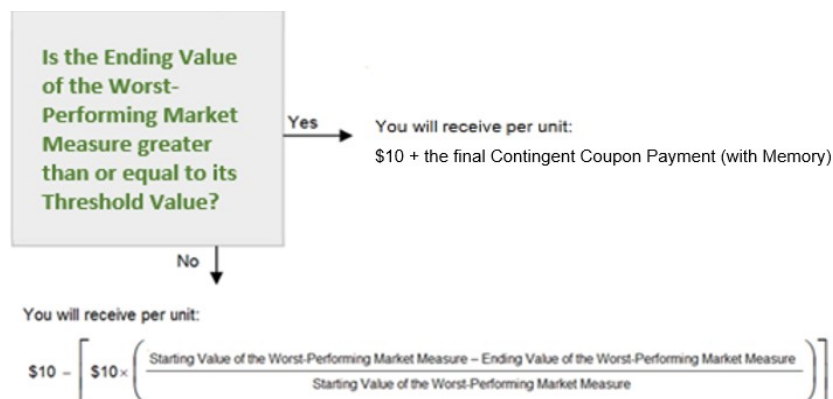 Is the Ending Value
of the Worst-
Performing Market
Measure greater
than or equal to its
Threshold Value?
Yes
You will receive per unit:
$10 + the final Contingent Coupon Payment (with Memory)
No
You will receive per unit:
$10 – [ $10× ( Starting Value of the Worst-Performing Market Measure – Ending Value of the Worst-Performing Market Measure
Starting Value of the Worst-Performing Market Measure ) ]